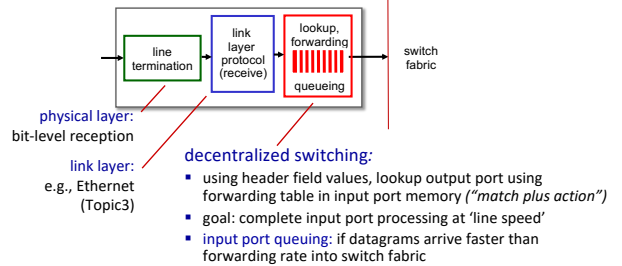 line
termination
link
layer
protocol
(receive)
lookup,
forwarding
queueing
switch
fabric
physical layer:
bit-level reception
link layer:
e.g., Ethernet
(Topic3)
decentralized switching:
▪ using header field values, lookup output port using
forwarding table in input port memory (“match plus action”)
▪ goal: complete input port processing at ‘line speed’
▪ input port queuing: if datagrams arrive faster than
forwarding rate into switch fabric